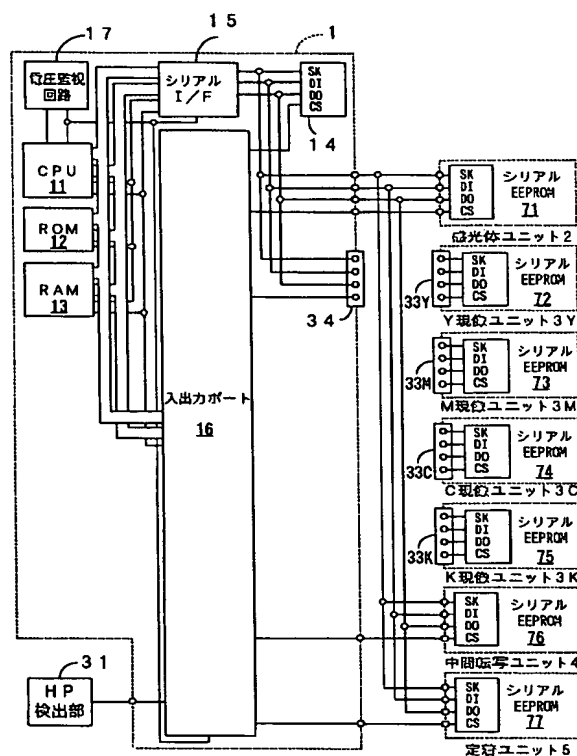 17
15
1
電圧監視
回路
シリアル
I/F
SK
DI
DO
CS
14
CPU
11
ROM
12
RAM
13
入出力ポート
16
34
SK
DI
DO
CS
シリアル
EEPROM
71
感光体ユニット2
33Y
SK
DI
DO
CS
シリアル
EEPROM
72
Y現像ユニット3Y
33M
SK
DI
DO
CS
シリアル
EEPROM
73
M現像ユニット3M
33C
SK
DI
DO
CS
シリアル
EEPROM
74
C現像ユニット3C
33K
SK
DI
DO
CS
シリアル
EEPROM
75
K現像ユニット3K
SK
DI
DO
CS
シリアル
EEPROM
76
中間転写ユニット4
SK
DI
DO
CS
シリアル
EEPROM
77
定着ユニット5
31
HP
検出部